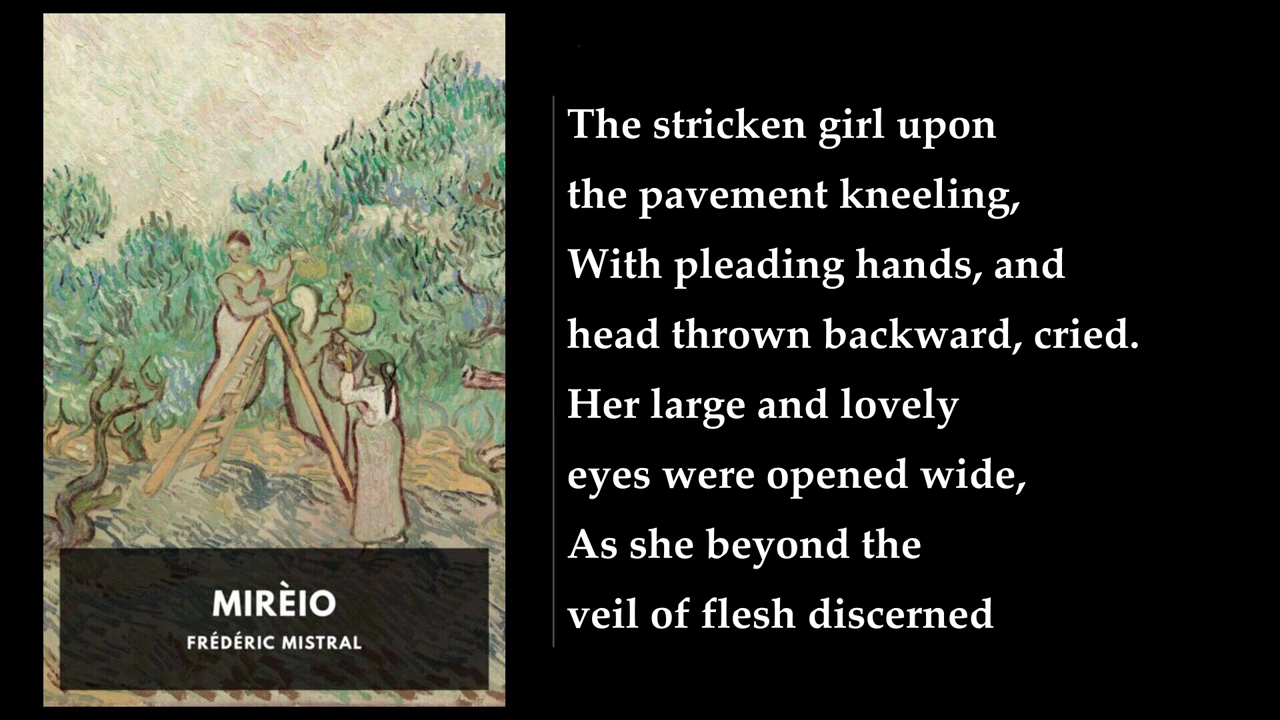 MIRÈIO
FRÉDÉRIC MISTRAL
The stricken girl upon
the pavement kneeling,
With pleading hands, and
head thrown backward, cried.
Her large and lovely
eyes were opened wide,
As she beyond the
veil of flesh discerned